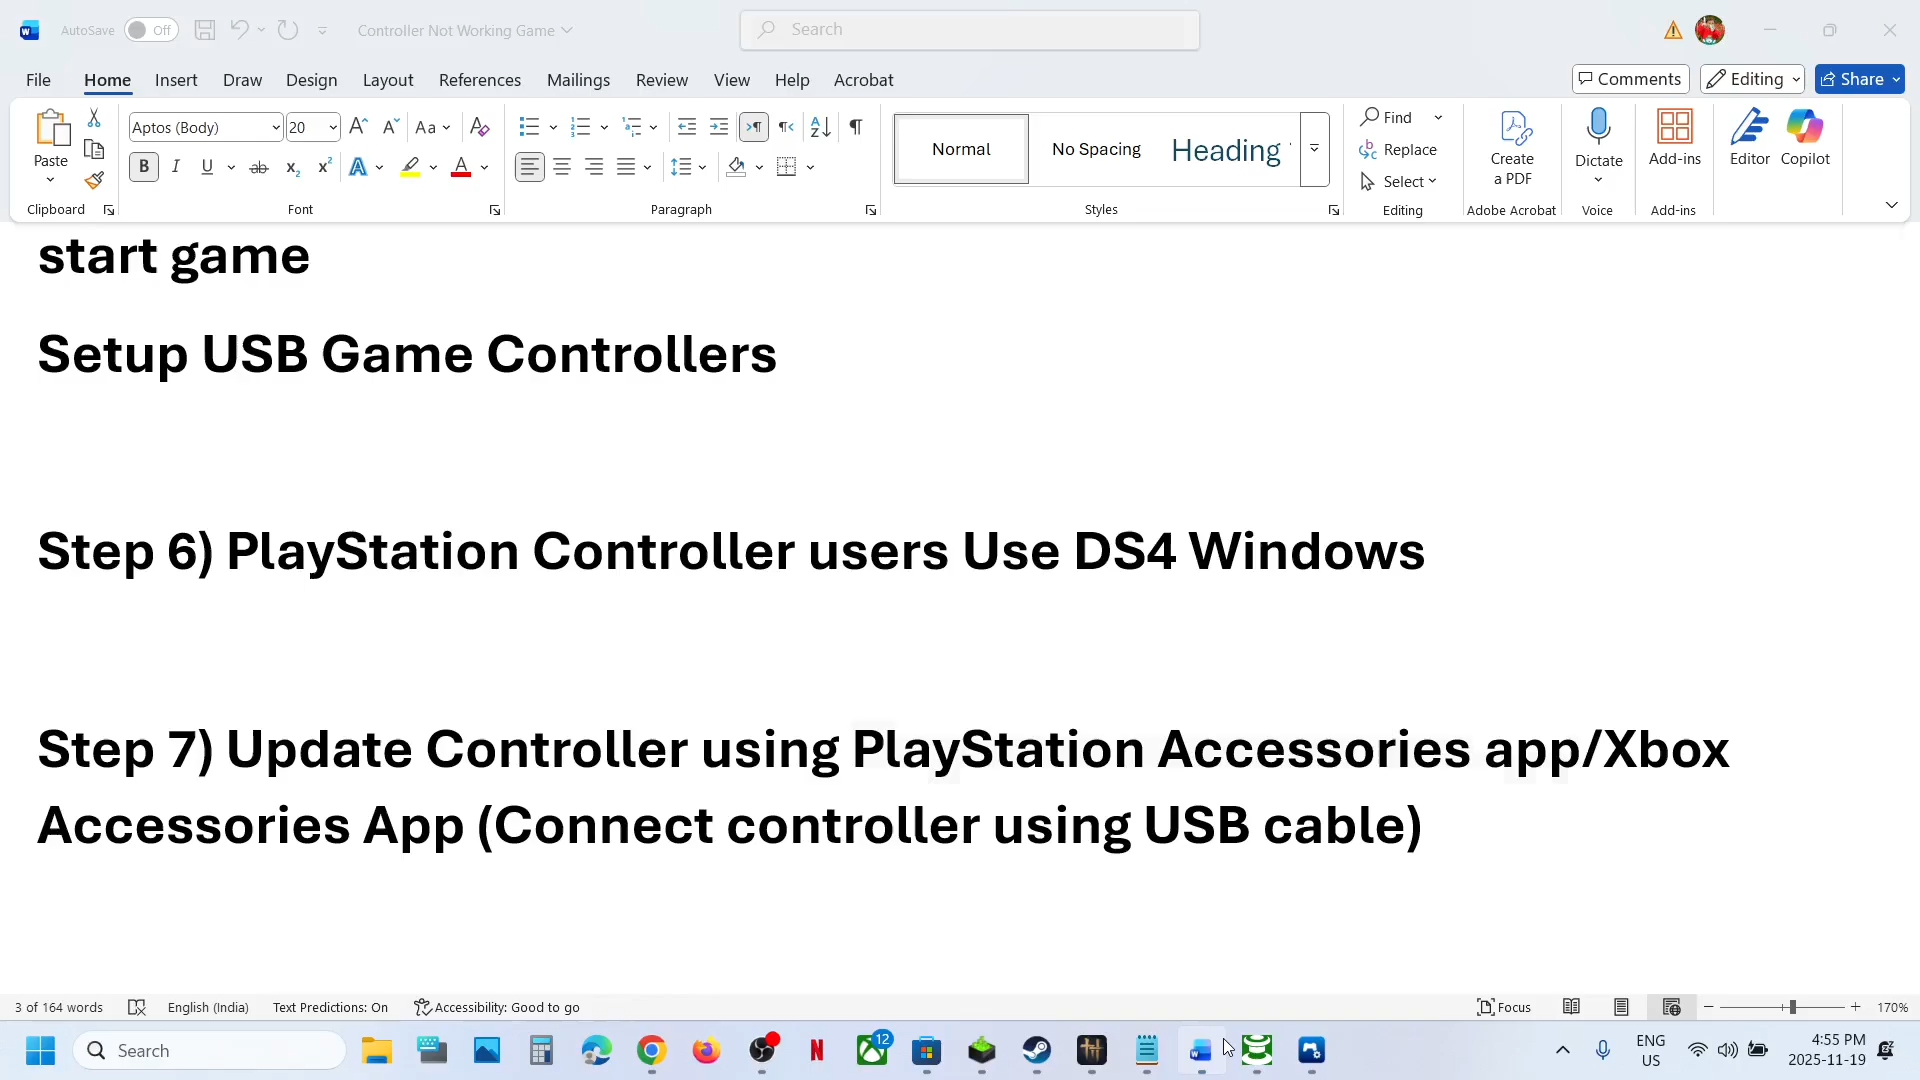 AutoSave Off Controller Not Working Game Search
File Home Insert Draw Design Layout References Mailings Review View Help Acrobat Comments Editing Share
Paste Aptos (Body) 20 Normal No Spacing Heading Find Replace Select Create a PDF Dictate Add-ins Editor Copilot
Clipboard Font Paragraph Styles Editing Adobe Acrobat Voice Add-ins
start game
Setup USB Game Controllers
Step 6) PlayStation Controller users Use DS4 Windows
Step 7) Update Controller using PlayStation Accessories app/Xbox
Accessories App (Connect controller using USB cable)
3 of 164 words English (India) Text Predictions: On Accessibility: Good to go Focus 170%
Search 12 ENG US 4:55 PM 2025-11-19